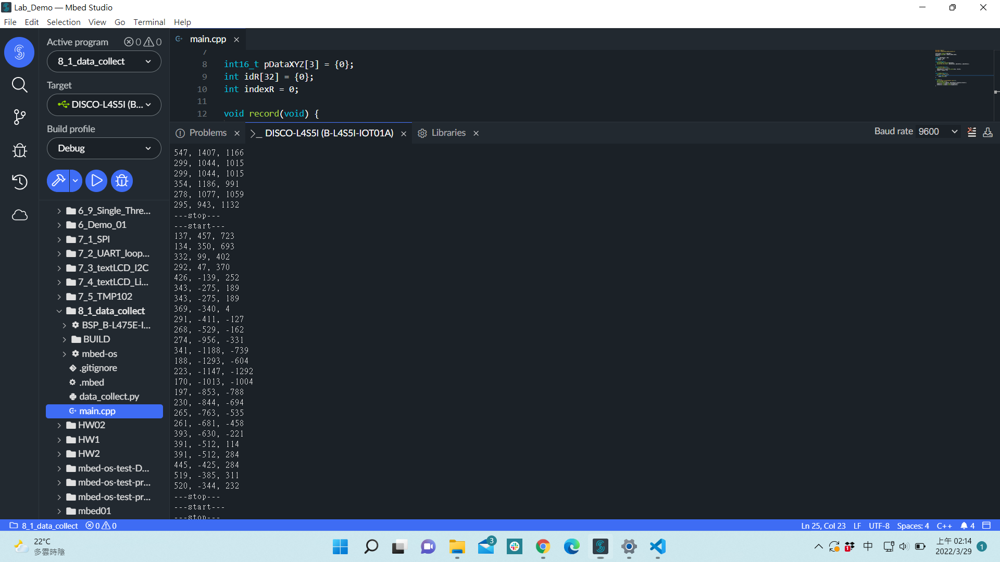 Lab_Demo — Mbed Studio
File Edit Selection View Go Terminal Help
Active program 0 0
8_1_data_collect
Target
DISCO-L4S5I (B...
Build profile
Debug
6_9_Single_Thre...
6_Demo_01
7_1_SPI
7_2_UART_loop...
7_3_textLCD_I2C
7_4_textLCD_Li...
7_5_TMP102
8_1_data_collect
BSP_B-L475E-I...
BUILD
mbed-os
.gitignore
.mbed
data_collect.py
main.cpp
HW02
HW1
HW2
mbed-os-test-D...
mbed-os-test-pr...
mbed-os-test-pr...
mbed01
main.cpp
7
8 int16_t pDataXYZ[3] = {0};
9 int idR[32] = {0};
10 int indexR = 0;
11
12 void record(void) {
Problems DISCO-L4S5I (B-L4S5I-IOT01A) Libraries Baud rate 9600
547, 1407, 1166
299, 1044, 1015
299, 1044, 1015
354, 1186, 991
278, 1077, 1059
295, 943, 1132
---stop---
---start---
137, 457, 723
134, 350, 693
332, 99, 402
292, 47, 370
426, -139, 252
343, -275, 189
343, -275, 189
369, -340, 4
291, -411, -127
268, -529, -162
274, -956, -331
341, -1188, -739
188, -1293, -604
223, -1147, -1292
170, -1013, -1004
197, -853, -788
230, -844, -694
265, -763, -535
261, -681, -458
393, -630, -221
391, -512, 114
391, -512, 284
445, -425, 284
519, -385, 311
520, -344, 232
---stop---
---start---
---stop---
8_1_data_collect 0 0 Ln 25, Col 23 LF UTF-8 Spaces: 4 C++ 4
22°C
多雲時陰
3
1
中
上午 02:14
2022/3/29
1